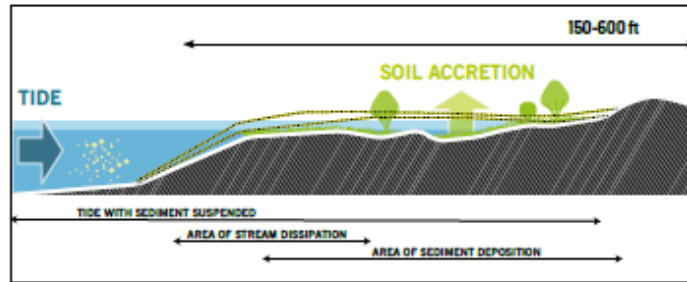 150-600 ft
SOIL ACCRETION
TIDE
TIDE WITH SEDIMENT SUSPENDED
AREA OF STREAM DISSIPATION
AREA OF SEDIMENT DEPOSITION